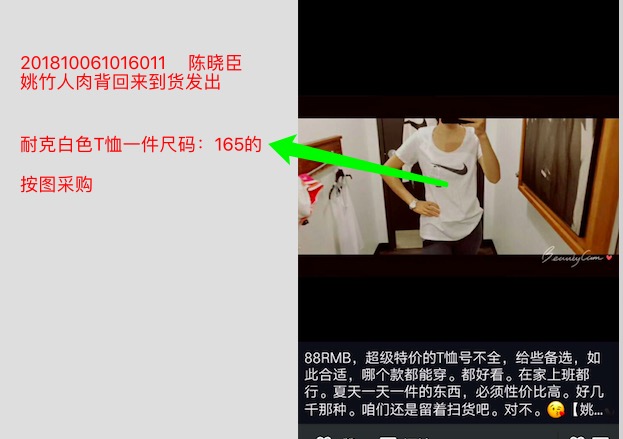 201810061016011 陈晓臣
姚竹人肉背回来到货发出
耐克白色T恤一件尺码：165的
按图采购
BeautyCam
88RMB，超级特价的T恤号不全，给些备选，如
此合适，哪个款都能穿。都好看。在家上班都
行。夏天一天一件的东西，必须性价比高。好几
千那种。咱们还是留着扫货吧。对不。😘【姚...